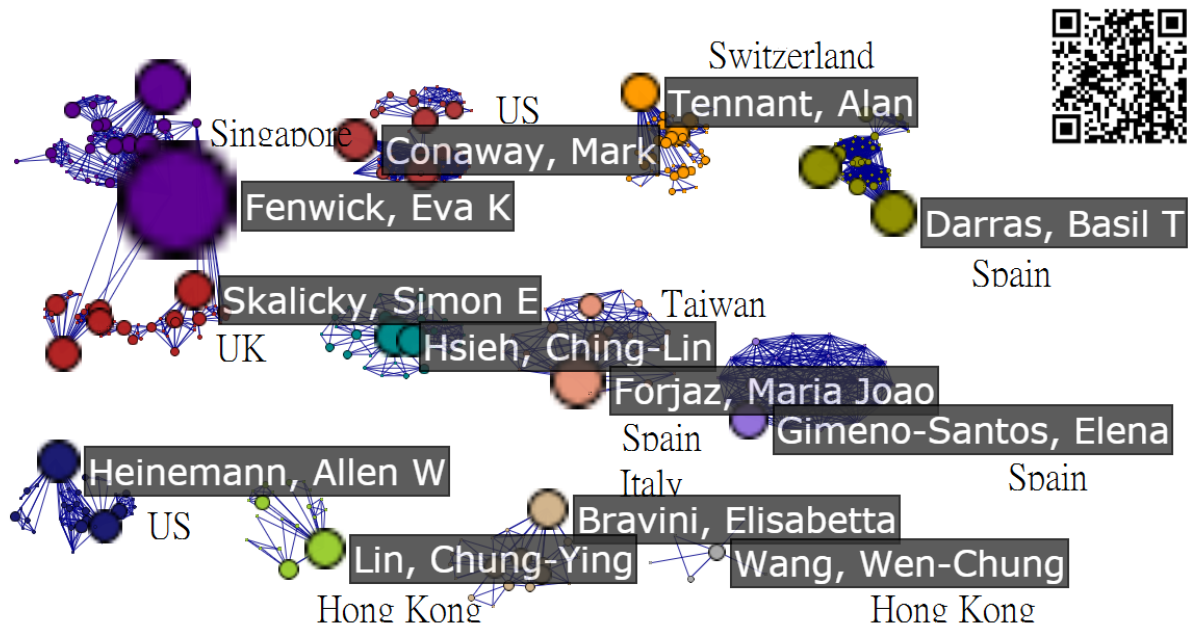 Switzerland
Tennant, Alan
US
Singapore
Conaway, Mark
Fenwick, Eva K
Darras, Basil T
Spain
Skalicky, Simon E
Taiwan
UK
Hsieh, Ching-Lin
Forjaz, Maria Joao
Gimeno-Santos, Elena
Spain
Heinemann, Allen W
Italy
Spain
US
Bravini, Elisabetta
Lin, Chung-Ying
Wang, Wen-Chung
Hong Kong
Hong Kong